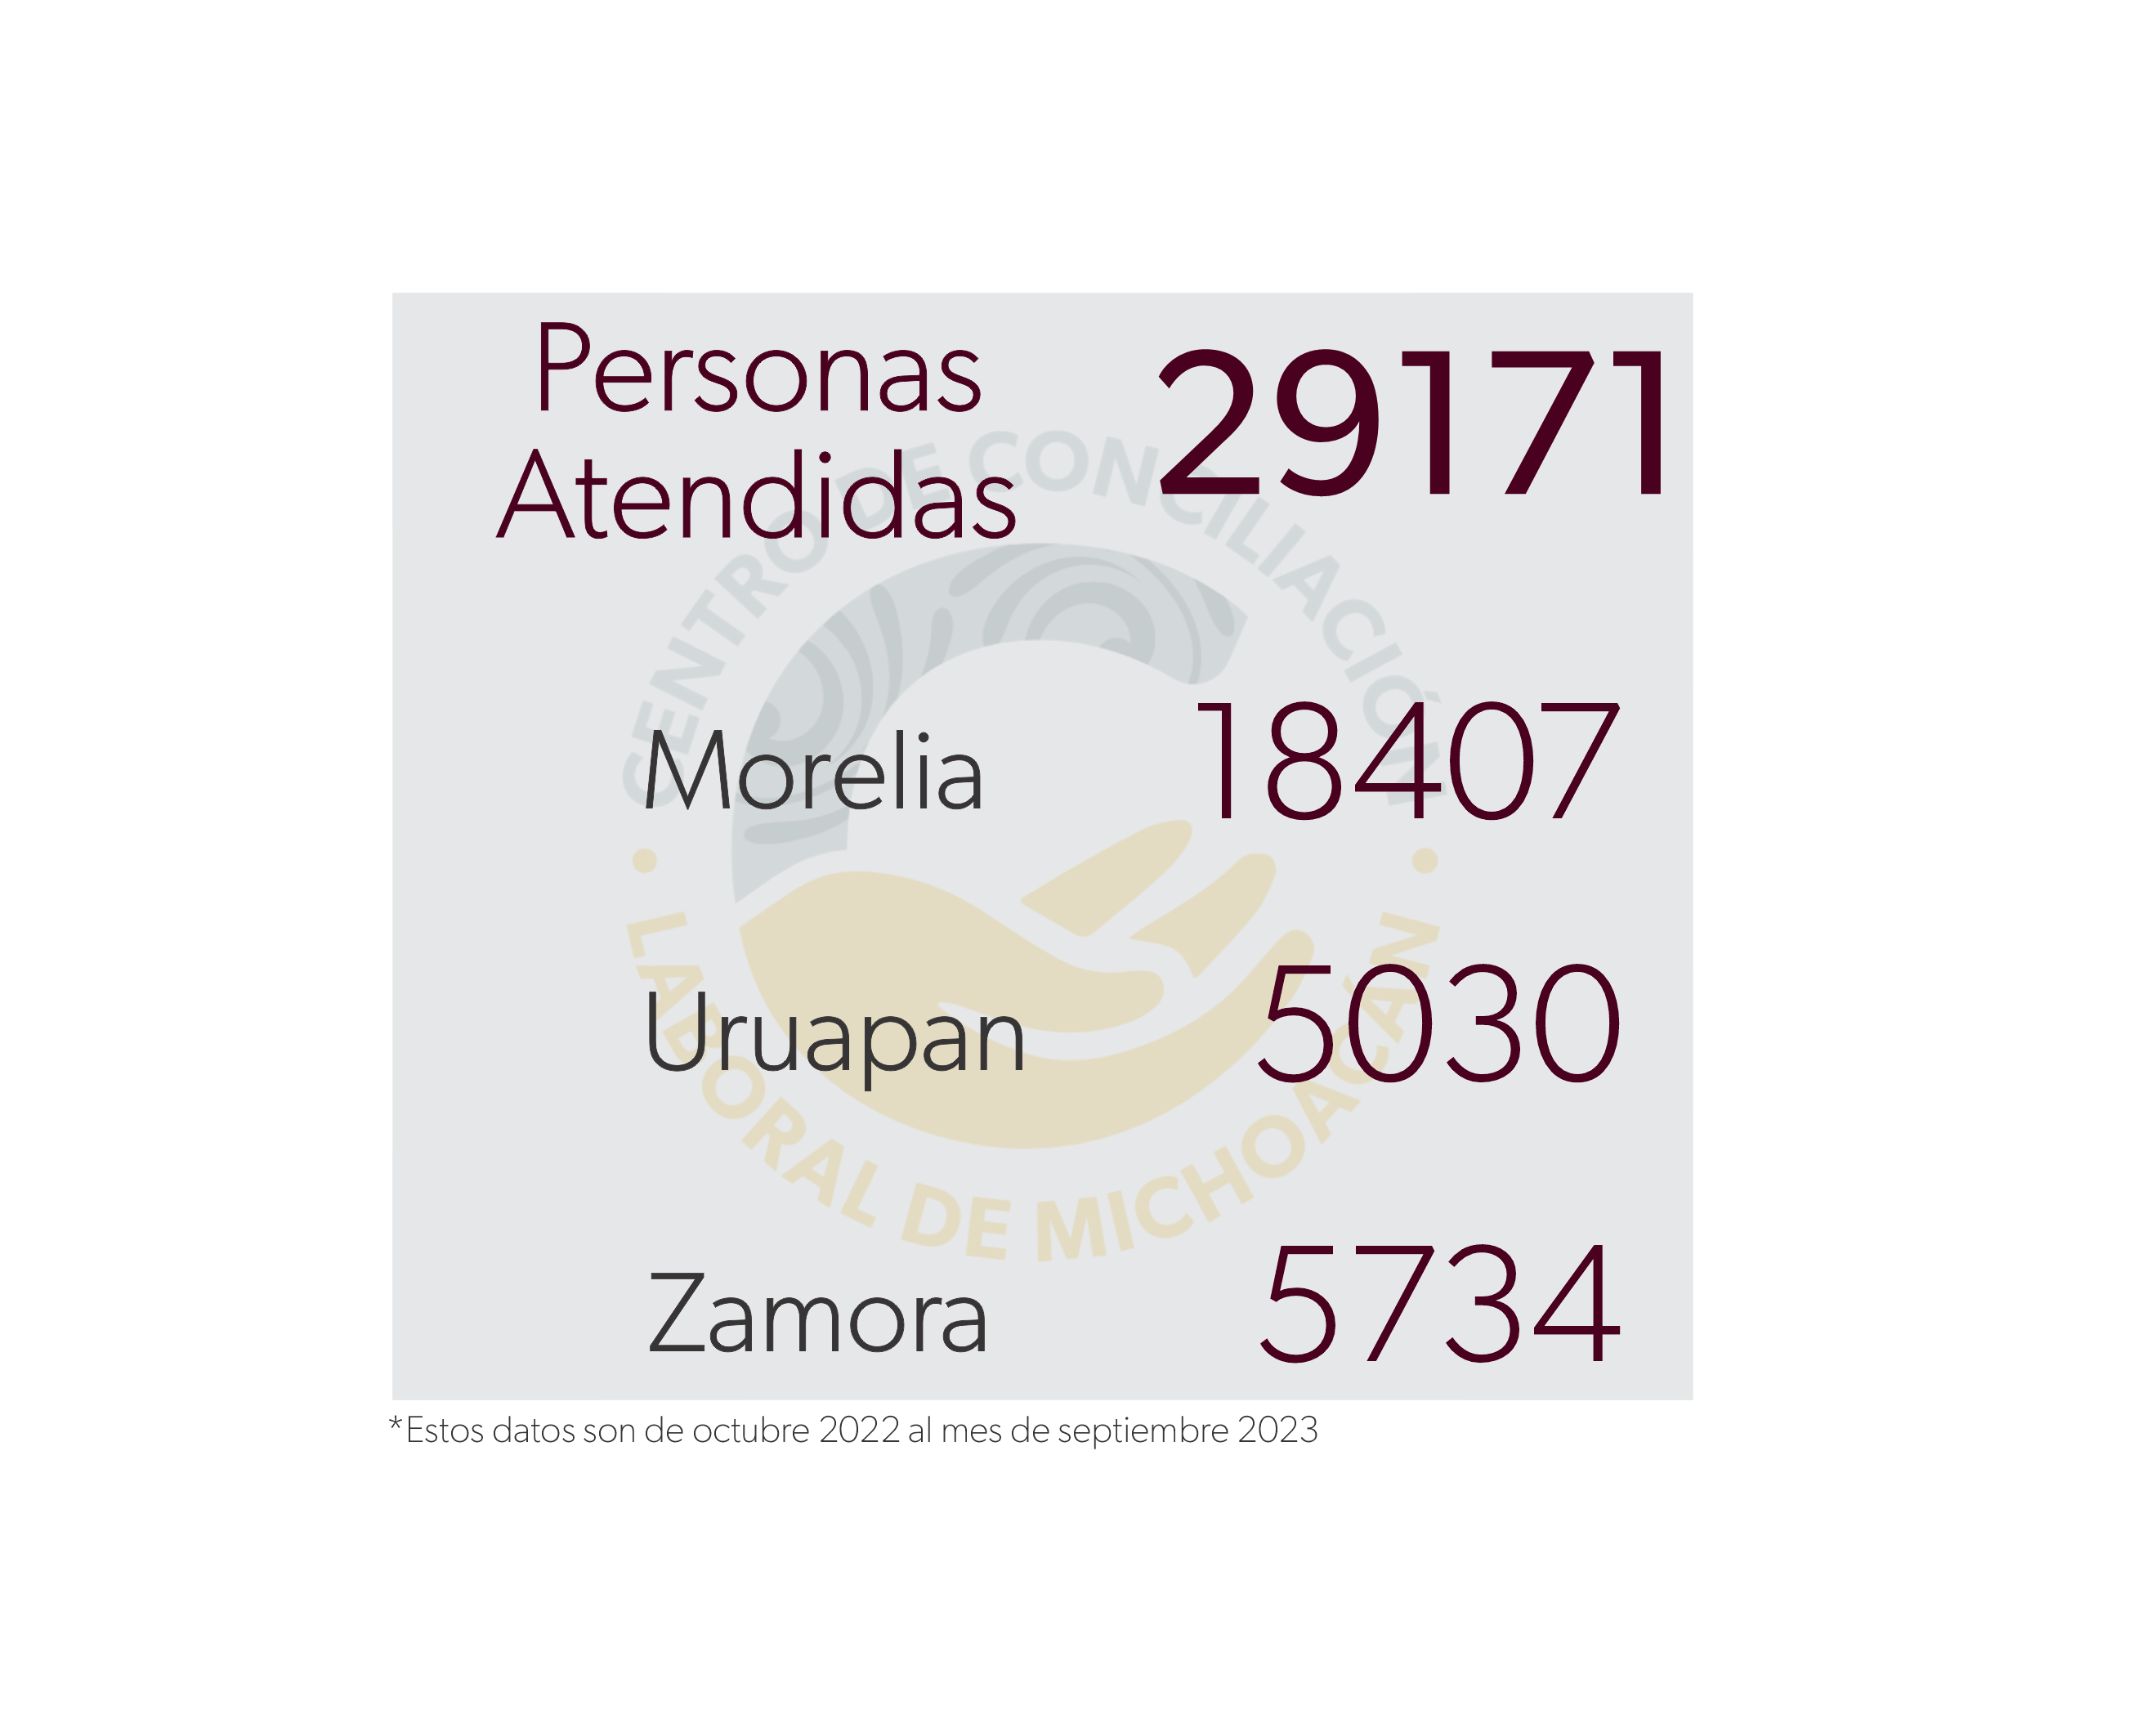 Personas
Atendidas
29171
CENTRO DE CONCILIACIÓN
Morelia 18407
Uruapan 5030
Zamora 5734
LABORAL DE MICHOACÁN
*Estos datos son de octubre 2022 al mes de septiembre 2023